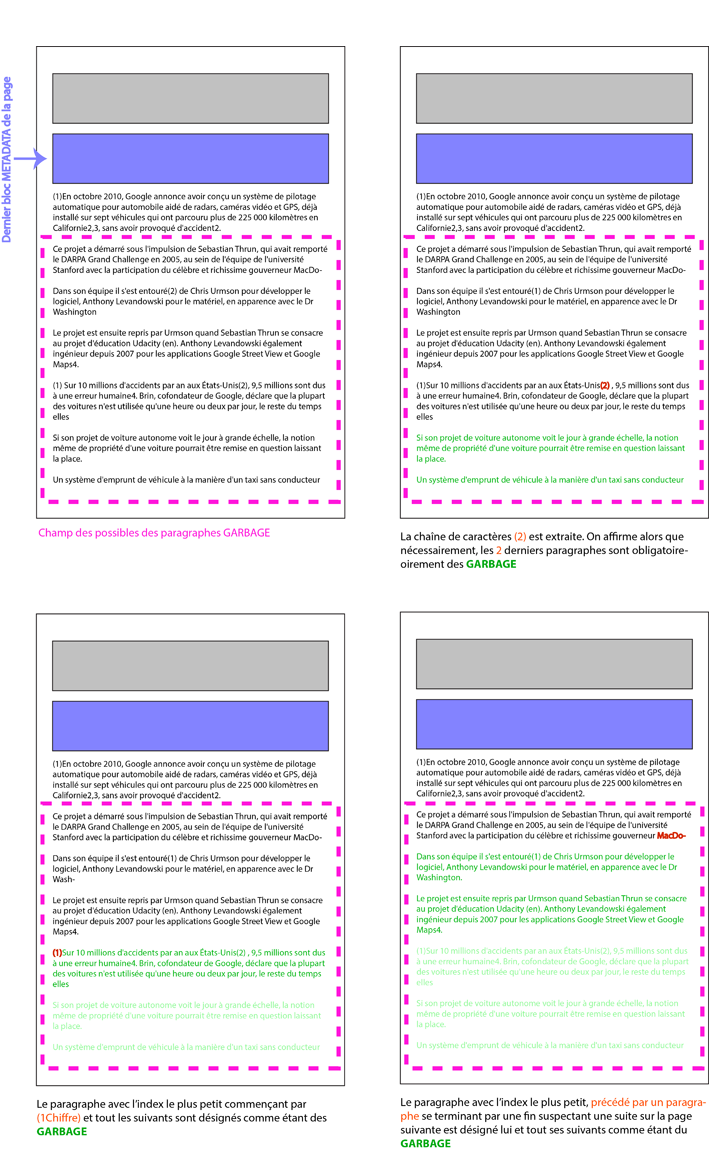 Dernier bloc METADATA de la page
(1)En octobre 2010, Google annonce avoir conçu un système de pilotage
automatique pour automobile aidé de radars, caméras vidéo et GPS, déjà
installé sur sept véhicules qui ont parcouru plus de 225 000 kilomètres en
Californie2,3, sans avoir provoqué d'accident2.
Ce projet a démarré sous l'impulsion de Sebastian Thrun, qui avait remporté
le DARPA Grand Challenge en 2005, au sein de l'équipe de l'université
Stanford avec la participation du célèbre et richissime gouverneur MacDo-
Dans son équipe il s'est entouré(2) de Chris Urmson pour développer le
logiciel, Anthony Levandowski pour le matériel, en apparence avec le Dr
Washington
Le projet est ensuite repris par Urmson quand Sebastian Thrun se consacre
au projet d'éducation Udacity (en). Anthony Levandowski également
ingénieur depuis 2007 pour les applications Google Street View et Google
Maps4.
(1) Sur 10 millions d'accidents par an aux États-Unis(2), 9,5 millions sont dus
à une erreur humaine4. Brin, cofondateur de Google, déclare que la plupart
des voitures n'est utilisée qu'une heure ou deux par jour, le reste du temps
elles
Si son projet de voiture autonome voit le jour à grande échelle, la notion
même de propriété d'une voiture pourrait être remise en question laissant
la place.
Un système d'emprunt de véhicule à la manière d'un taxi sans conducteur
Champ des possibles des paragraphes GARBAGE
(1)En octobre 2010, Google annonce avoir conçu un système de pilotage
automatique pour automobile aidé de radars, caméras vidéo et GPS, déjà
installé sur sept véhicules qui ont parcouru plus de 225 000 kilomètres en
Californie2,3, sans avoir provoqué d'accident2.
Ce projet a démarré sous l'impulsion de Sebastian Thrun, qui avait remporté
le DARPA Grand Challenge en 2005, au sein de l'équipe de l'université
Stanford avec la participation du célèbre et richissime gouverneur MacDo-
Dans son équipe il s'est entouré(1) de Chris Urmson pour développer le
logiciel, Anthony Levandowski pour le matériel, en apparence avec le Dr
Washington
Le projet est ensuite repris par Urmson quand Sebastian Thrun se consacre
au projet d'éducation Udacity (en). Anthony Levandowski également
ingénieur depuis 2007 pour les applications Google Street View et Google
Maps4.
(1)Sur 10 millions d'accidents par an aux États-Unis(2) , 9,5 millions sont dus
à une erreur humaine4. Brin, cofondateur de Google, déclare que la plupart
des voitures n'est utilisée qu'une heure ou deux par jour, le reste du temps
elles
Si son projet de voiture autonome voit le jour à grande échelle, la notion
même de propriété d'une voiture pourrait être remise en question laissant
la place.
Un système d'emprunt de véhicule à la manière d'un taxi sans conducteur
La chaîne de caractères (2) est extraite. On affirme alors que
nécessairement, les 2 derniers paragraphes sont obligatoire-
oirement des GARBAGE
(1)En octobre 2010, Google annonce avoir conçu un système de pilotage
automatique pour automobile aidé de radars, caméras vidéo et GPS, déjà
installé sur sept véhicules qui ont parcouru plus de 225 000 kilomètres en
Californie2,3, sans avoir provoqué d'accident2.
Ce projet a démarré sous l'impulsion de Sebastian Thrun, qui avait remporté
le DARPA Grand Challenge en 2005, au sein de l'équipe de l'université
Stanford avec la participation du célèbre et richissime gouverneur MacDo-
Dans son équipe il s'est entouré(1) de Chris Urmson pour développer le
logiciel, Anthony Levandowski pour le matériel, en apparence avec le Dr
Wash-
Le projet est ensuite repris par Urmson quand Sebastian Thrun se consacre
au projet d'éducation Udacity (en). Anthony Levandowski également
ingénieur depuis 2007 pour les applications Google Street View et Google
Maps4.
(1)Sur 10 millions d'accidents par an aux États-Unis(2) , 9,5 millions sont dus
à une erreur humaine4. Brin, cofondateur de Google, déclare que la plupart
des voitures n'est utilisée qu'une heure ou deux par jour, le reste du temps
elles
Si son projet de voiture autonome voit le jour à grande échelle, la notion
même de propriété d'une voiture pourrait être remise en question laissant
la place.
Un système d'emprunt de véhicule à la manière d'un taxi sans conducteur
Le paragraphe avec l'index le plus petit commençant par
(1Chiffre) et tout les suivants sont désignés comme étant des
GARBAGE
(1)En octobre 2010, Google annonce avoir conçu un système de pilotage
automatique pour automobile aidé de radars, caméras vidéo et GPS, déjà
installé sur sept véhicules qui ont parcouru plus de 225 000 kilomètres en
Californie2,3, sans avoir provoqué d'accident2.
Ce projet a démarré sous l'impulsion de Sebastian Thrun, qui avait remporté
le DARPA Grand Challenge en 2005, au sein de l'équipe de l'université
Stanford avec la participation du célèbre et richissime gouverneur MacDo-
Dans son équipe il s'est entouré(1) de Chris Urmson pour développer le
logiciel, Anthony Levandowski pour le matériel, en apparence avec le Dr
Washington.
Le projet est ensuite repris par Urmson quand Sebastian Thrun se consacre
au projet d'éducation Udacity (en). Anthony Levandowski également
ingénieur depuis 2007 pour les applications Google Street View et Google
Maps4.
(1)Sur 10 millions d'accidents par an aux États-Unis(2), 9,5 millions sont dus
à une erreur humaine4. Brin, cofondateur de Google, déclare que la plupart
des voitures n'est utilisée qu'une heure ou deux par jour, le reste du temps
elles
Si son projet de voiture autonome voit le jour à grande échelle, la notion
même de propriété d'une voiture pourrait être remise en question laissant
la place.
Un système d'emprunt de véhicule à la manière d'un taxi sans conducteur
Le paragraphe avec l'index le plus petit, précédé par un paragra-
phe se terminant par une fin suspectant une suite sur la page
suivante est désigné lui et tout ses suivants comme étant du
GARBAGE